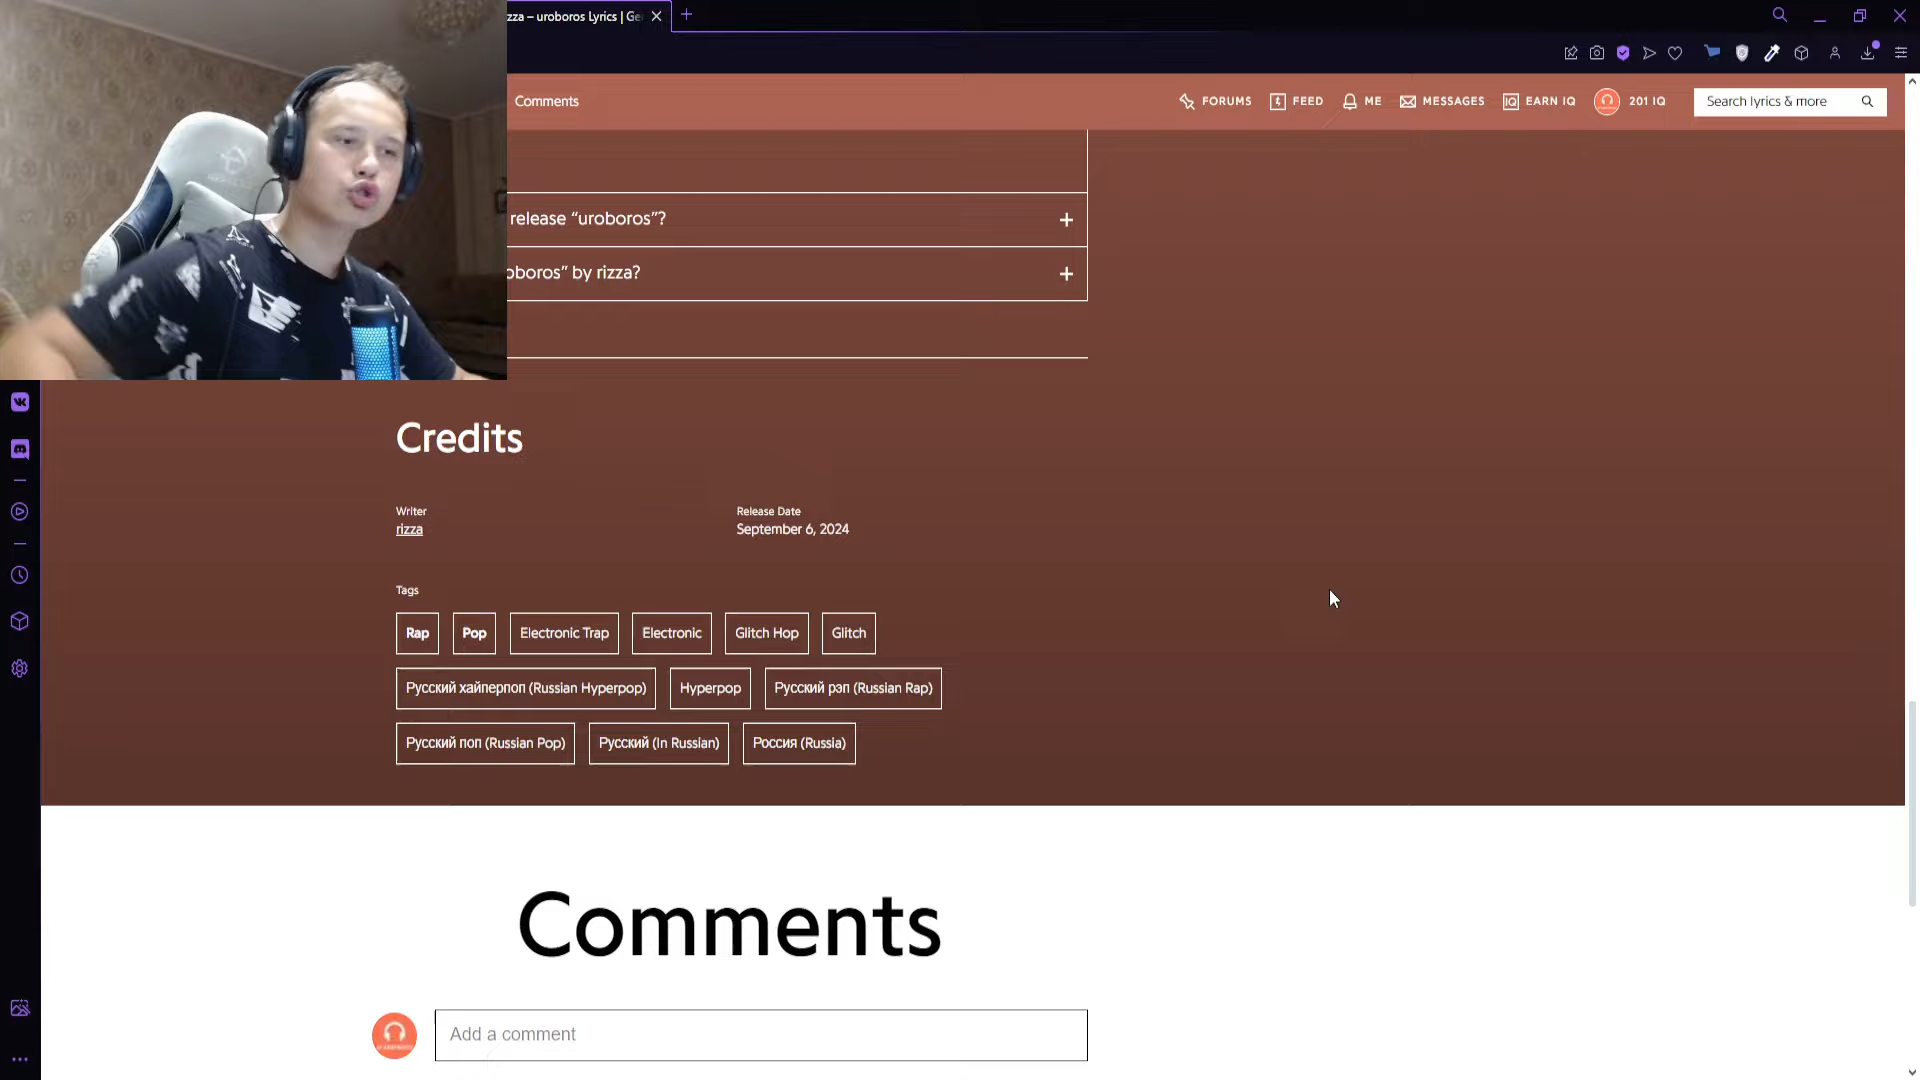 zza – uroboros Lyrics | Ge
Comments
FORUMS
FEED
ME
MESSAGES
EARN IQ
201 IQ
Search lyrics & more
release “uroboros”?
oboros” by rizza?
Credits
Writer
Release Date
rizza
September 6, 2024
Tags
Rap
Pop
Electronic Trap
Electronic
Glitch Hop
Glitch
Русский хайперпоп (Russian Hyperpop)
Hyperpop
Русский рэп (Russian Rap)
Русский поп (Russian Pop)
Русский (In Russian)
Россия (Russia)
Comments
Add a comment